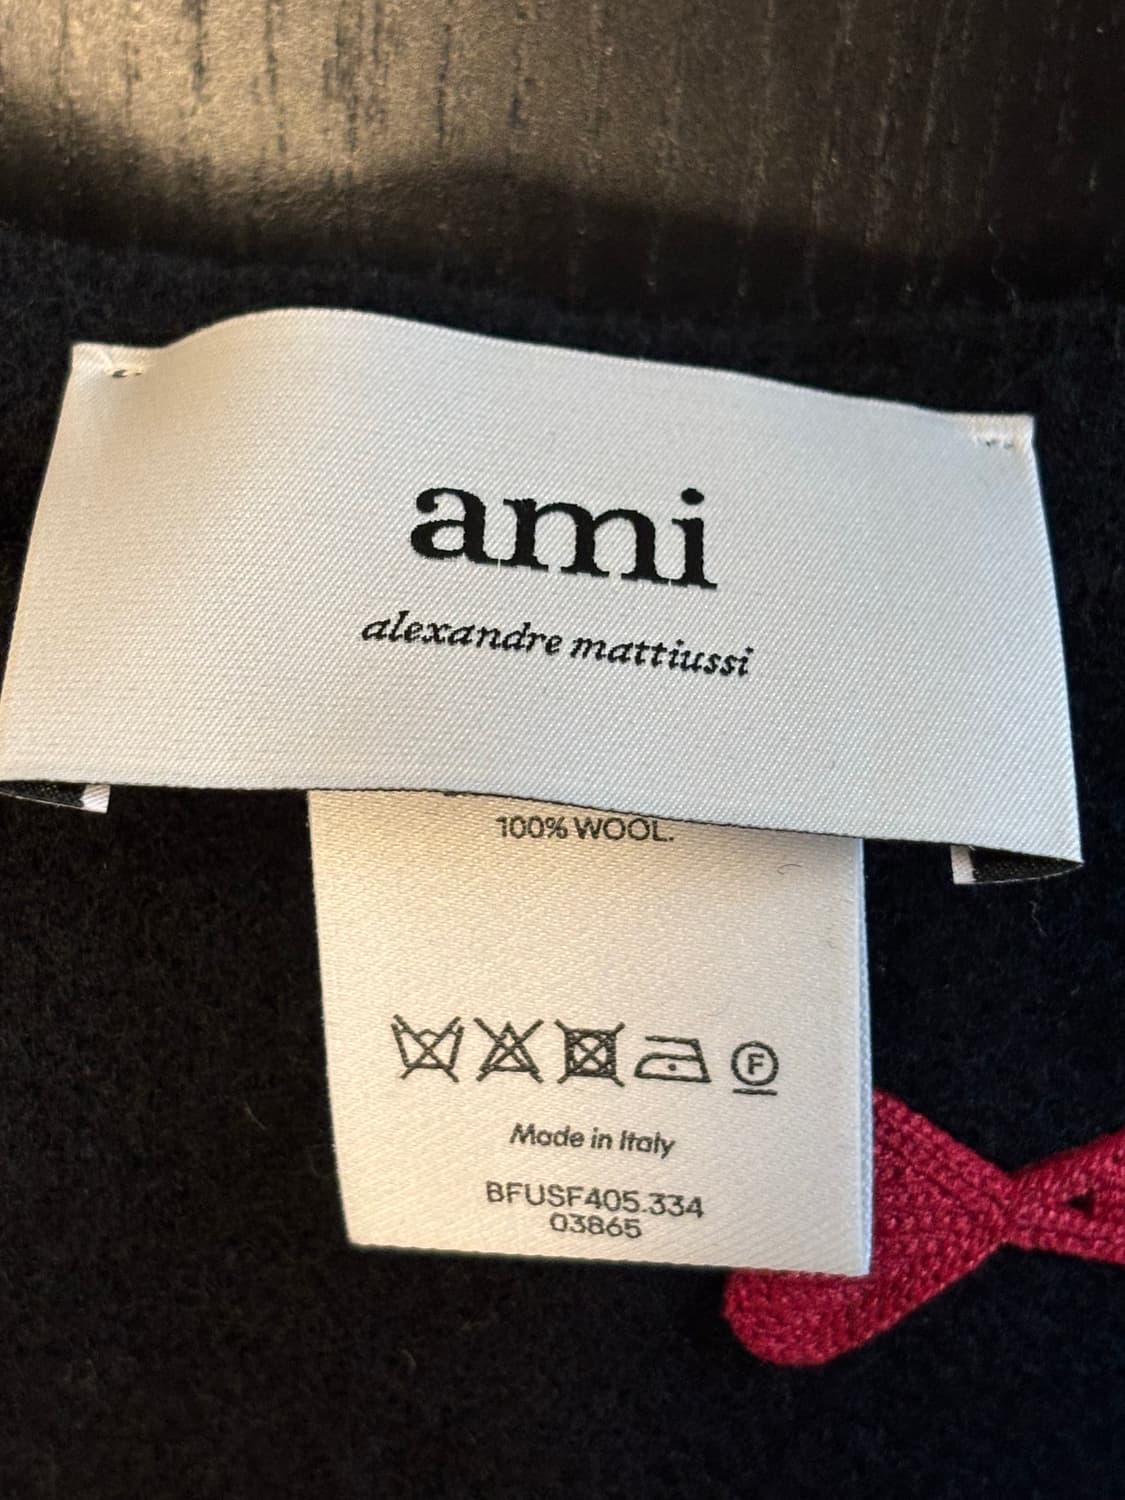 ami
alexandre mattiussi
100% WOOL.
F
Made in Italy
BFUSF405.334
03865